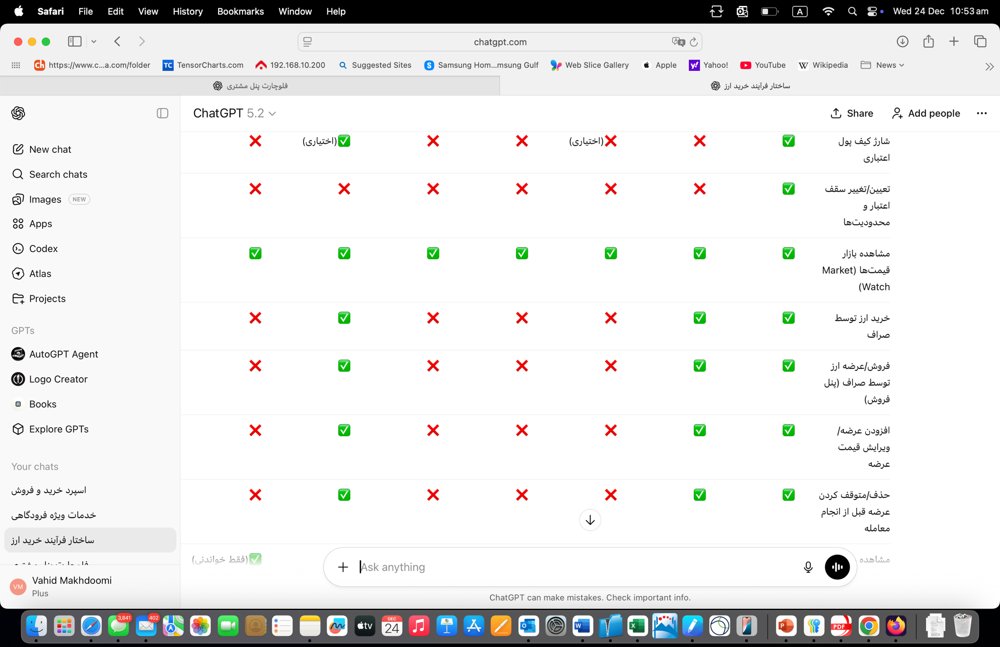 Safari File Edit View History Bookmarks Window Help
A
Wed 24 Dec 10:53 am
chatgpt.com
https://www.c...a.com/folder
TC TensorCharts.com
192.168.10.200
Suggested Sites
Samsung Hom...msung Gulf
Web Slice Gallery
Apple
Yahoo!
YouTube
W Wikipedia
News
فلوچارت پنل مشتری
ساختار فرآیند خرید ارز
ChatGPT 5.2
Share
Add people
New chat
Search chats
Images NEW
Apps
Codex
Atlas
Projects
GPTs
AutoGPT Agent
Logo Creator
Books
Explore GPTs
Your chats
اسپرد خرید و فروش
خدمات ویژه فرودگاهی
ساختار فرآیند خرید ارز
VM Vahid Makhdoomi
Plus
شارژ کیف پول
اعتباری
✅ ❌ ❌ (اختیاری) ❌ ❌ ✅ (اختیاری) ❌
تعیین/تغییر سقف
اعتبار و
محدودیت‌ها
✅ ❌ ❌ ❌ ❌ ❌ ❌
مشاهده بازار
قیمت‌ها (Market
Watch)
✅ ✅ ✅ ✅ ✅ ✅ ✅
خرید ارز توسط
صراف
✅ ✅ ❌ ❌ ❌ ✅ ❌
فروش/عرضه ارز
توسط صراف (پنل
فروش)
✅ ✅ ❌ ❌ ❌ ✅ ❌
افزودن عرضه/
ویرایش قیمت
عرضه
✅ ✅ ❌ ❌ ❌ ✅ ❌
حذف/متوقف کردن
عرضه قبل از انجام
معامله
✅ ✅ ❌ ❌ ❌ ✅ ❌
مشاهده
✅ (فقط خواندنی)
Ask anything
ChatGPT can make mistakes. Check important info.
3,841
402
tv
DEC
24
PDF
DOCX